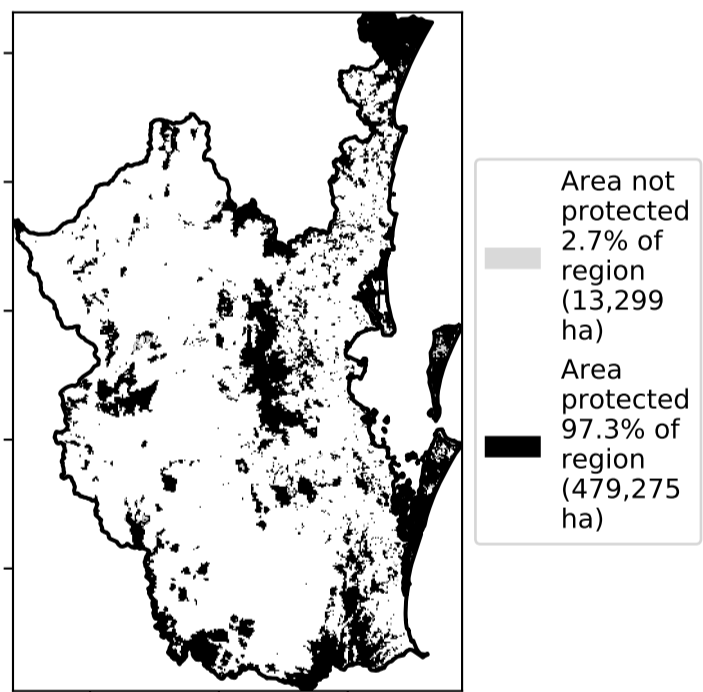 Area not
protected
2.7% of
region
(13,299
ha)
Area
protected
97.3% of
region
(479,275
ha)